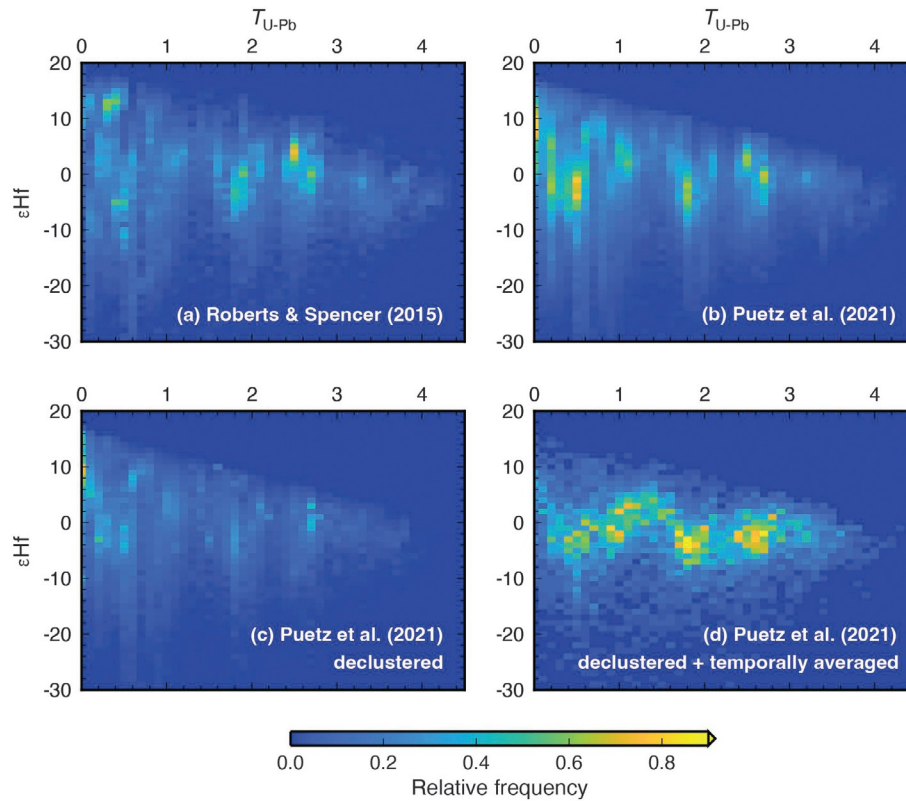 T U-Pb T U-Pb
0 1 2 3 4 0 1 2 3 4
20 20
10 10
0 0
εHf
-10 -10
-20 -20
(a) Roberts & Spencer (2015) (b) Puetz et al. (2021)
-30 -30
0 1 2 3 4 0 1 2 3 4
20 20
10 10
0 0
εHf
-10 -10
-20 -20
(c) Puetz et al. (2021) (d) Puetz et al. (2021)
declustered declustered + temporally averaged
-30 -30
0.0 0.2 0.4 0.6 0.8
Relative frequency